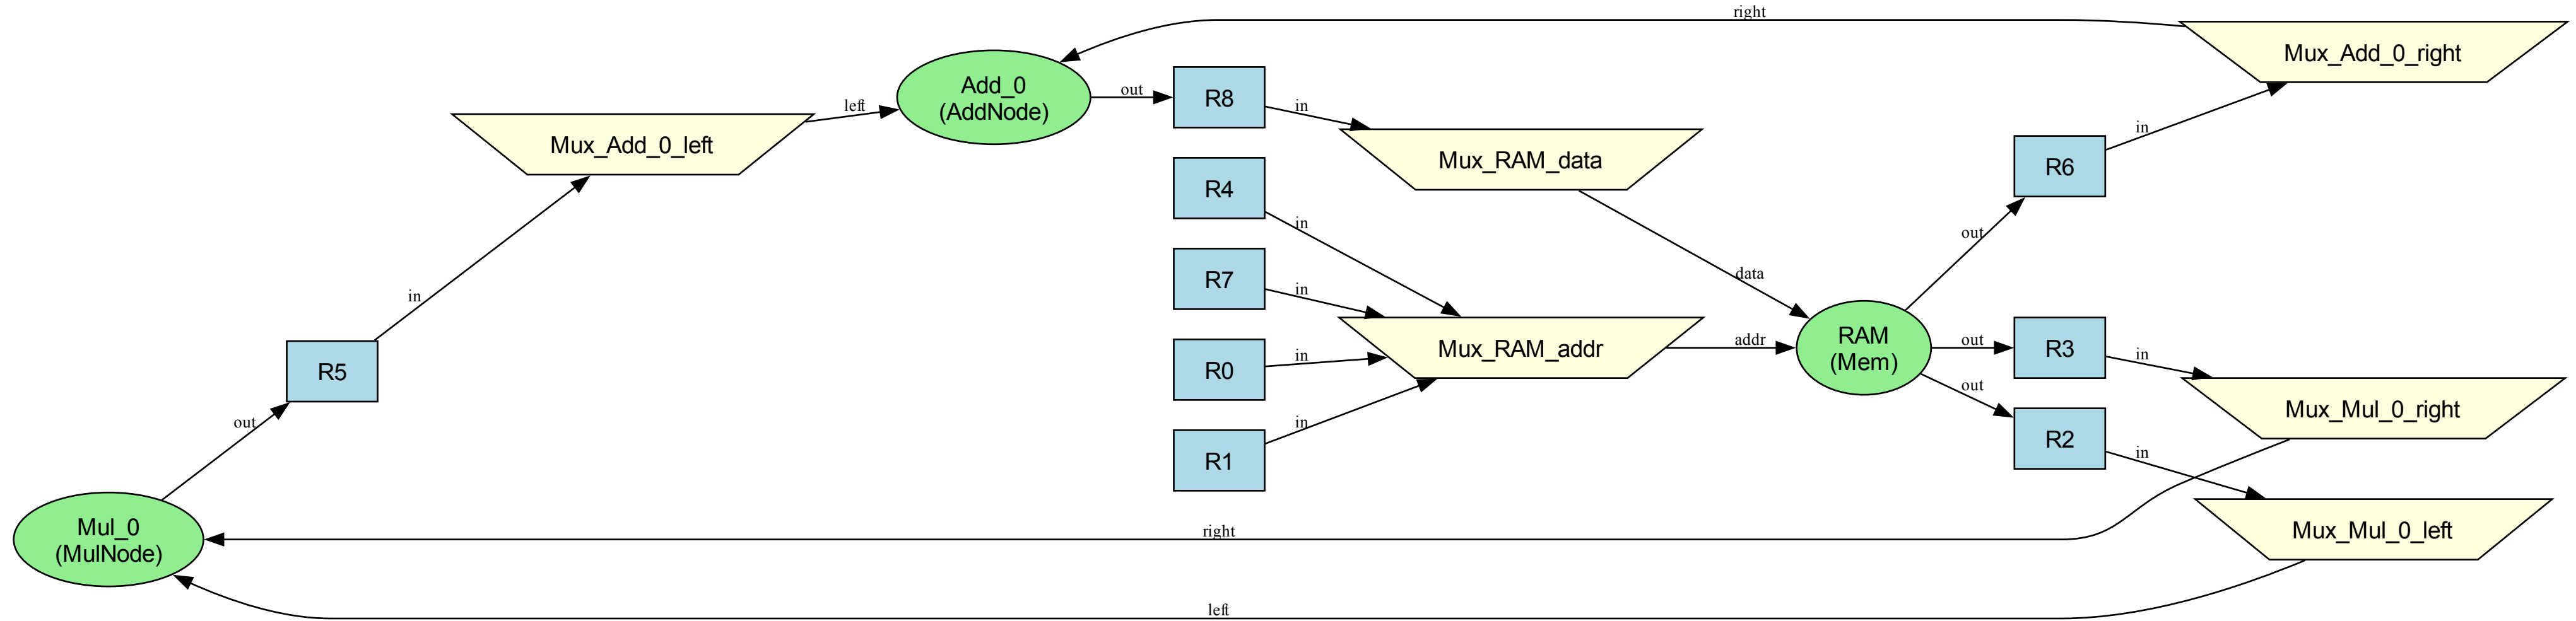 right
Mux_Add_0_right
Add_0
(AddNode)
out
R8
in
left
Mux_Add_0_left
Mux_RAM_data
in
R6
R4
in
out
data
R7
in
in
R5
out
Mux_RAM_addr
addr
RAM
(Mem)
out
R3
in
R0
in
out
R2
in
Mux_Mul_0_right
R1
in
Mul_0
(MulNode)
right
Mux_Mul_0_left
left